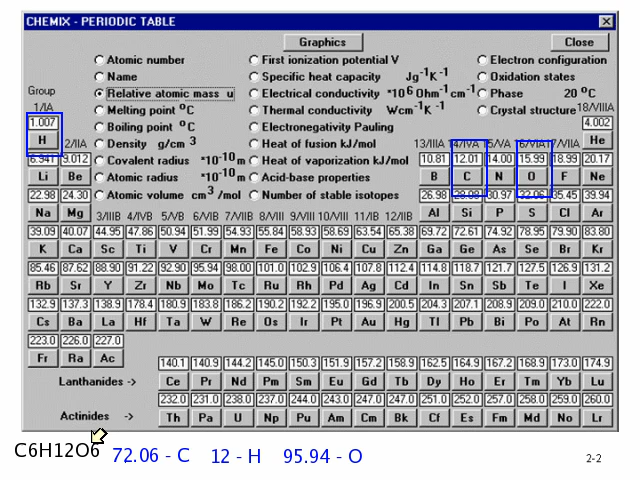 CHEMIX - PERIODIC TABLE
Graphics Close
Atomic number First ionization potential V Electron configuration
Name Specific heat capacity Jg-1K-1 Oxidation states
Relative atomic mass u Electrical conductivity *10 6 Ohm-1cm-1 Phase 20 ºC
Melting point ºC Thermal conductivity Wcm-1K-1 Crystal structure
Boiling point ºC Electronegativity Pauling
Density g/cm 3 Heat of fusion kJ/mol
Covalent radius *10-10 m Heat of vaporization kJ/mol
Atomic radius *10-10 m Acid-base properties
Atomic volume cm3/mol Number of stable isotopes
Group
1/IA 18/VIIIA
1.007 4.002
H 2/IIA 13/IIIA 14/IVA 15/VA 16/VIA 17/VIIA He
6.941 9.012 10.81 12.01 14.00 15.99 18.99 20.17
Li Be B C N O F Ne
22.98 24.30 26.98 28.08 30.97 32.06 35.45 39.94
Na Mg 3/IIIB 4/IVB 5/VB 6/VIB 7/VIIB 8/VIII 9/VIII 10/VIII 11/IB 12/IIB Al Si P S Cl Ar
39.09 40.07 44.95 47.86 50.94 51.99 54.93 55.84 58.93 58.69 63.54 65.38 69.72 72.61 74.92 78.95 79.90 83.80
K Ca Sc Ti V Cr Mn Fe Co Ni Cu Zn Ga Ge As Se Br Kr
85.46 87.62 88.90 91.22 92.90 95.94 98.00 101.0 102.9 106.4 107.8 112.4 114.8 118.7 121.7 127.5 126.9 131.2
Rb Sr Y Zr Nb Mo Tc Ru Rh Pd Ag Cd In Sn Sb Te I Xe
132.9 137.3 138.9 178.4 180.9 183.8 186.2 190.2 192.2 195.0 196.9 200.5 204.3 207.1 208.9 209.0 210.0 222.0
Cs Ba La Hf Ta W Re Os Ir Pt Au Hg Tl Pb Bi Po At Rn
223.0 226.0 227.0
Fr Ra Ac
140.1 140.9 144.2 145.0 150.3 151.9 157.2 158.9 162.5 164.9 167.2 168.9 173.0 174.9
Lanthanides -> Ce Pr Nd Pm Sm Eu Gd Tb Dy Ho Er Tm Yb Lu
232.0 231.0 238.0 237.0 244.0 243.0 247.0 247.0 251.0 252.0 257.0 258.0 259.0 260.0
Actinides -> Th Pa U Np Pu Am Cm Bk Cf Es Fm Md No Lr
C6H12O6 72.06 - C 12 - H 95.94 - O 2-2